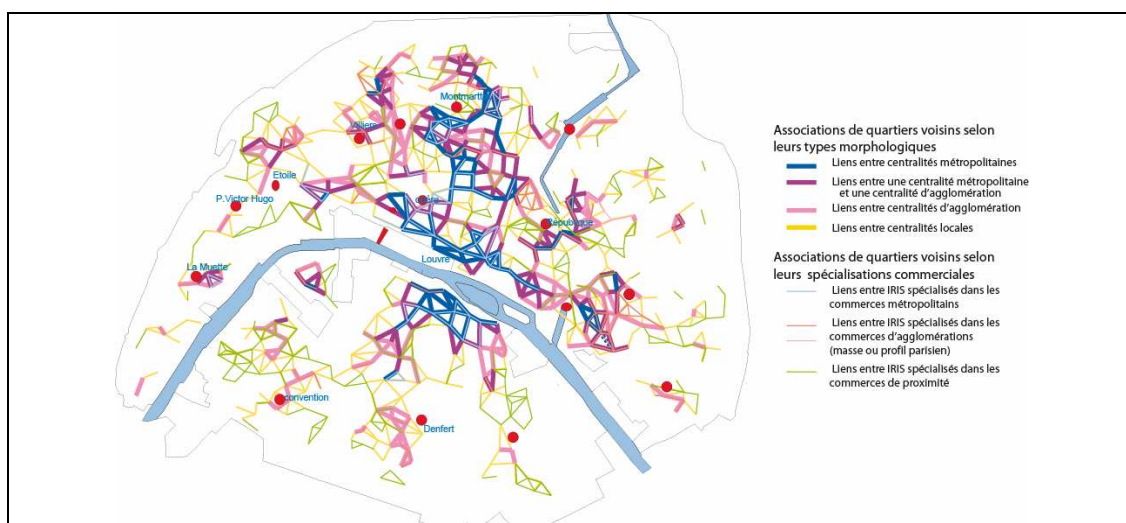 Montmartr
Villiers
Etoile
P.Victor Hugo
République
Louvre
La Muette
convention
Denfert
Associations de quartiers voisins selon
leurs types morphologiques
Liens entre centralités métropolitaines
Liens entre une centralité métropolitaine
et une centralité d'agglomération
Liens entre centralités d'agglomération
Liens entre centralités locales
Associations de quartiers voisins selon
leurs spécialisations commerciales
Liens entre IRIS spécialisés dans les
commerces métropolitains
Liens entre IRIS spécialisés dans les
commerces d'agglomérations
(masse ou profil parisien)
Liens entre IRIS spécialisés dans les
commerces de proximité